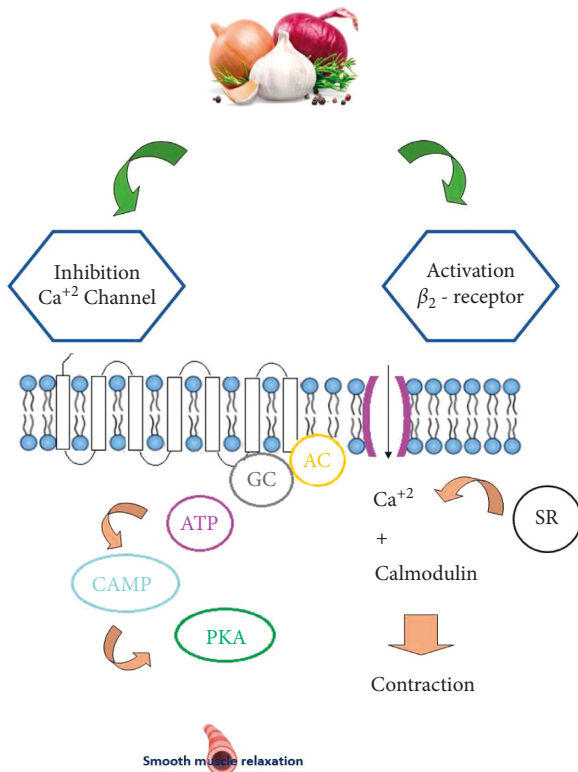 Inhibition
Ca+2 Channel
Activation
β2 - receptor
AC
GC
Ca+2
SR
ATP
+
CAMP
Calmodulin
PKA
Contraction
Smooth muscle relaxation